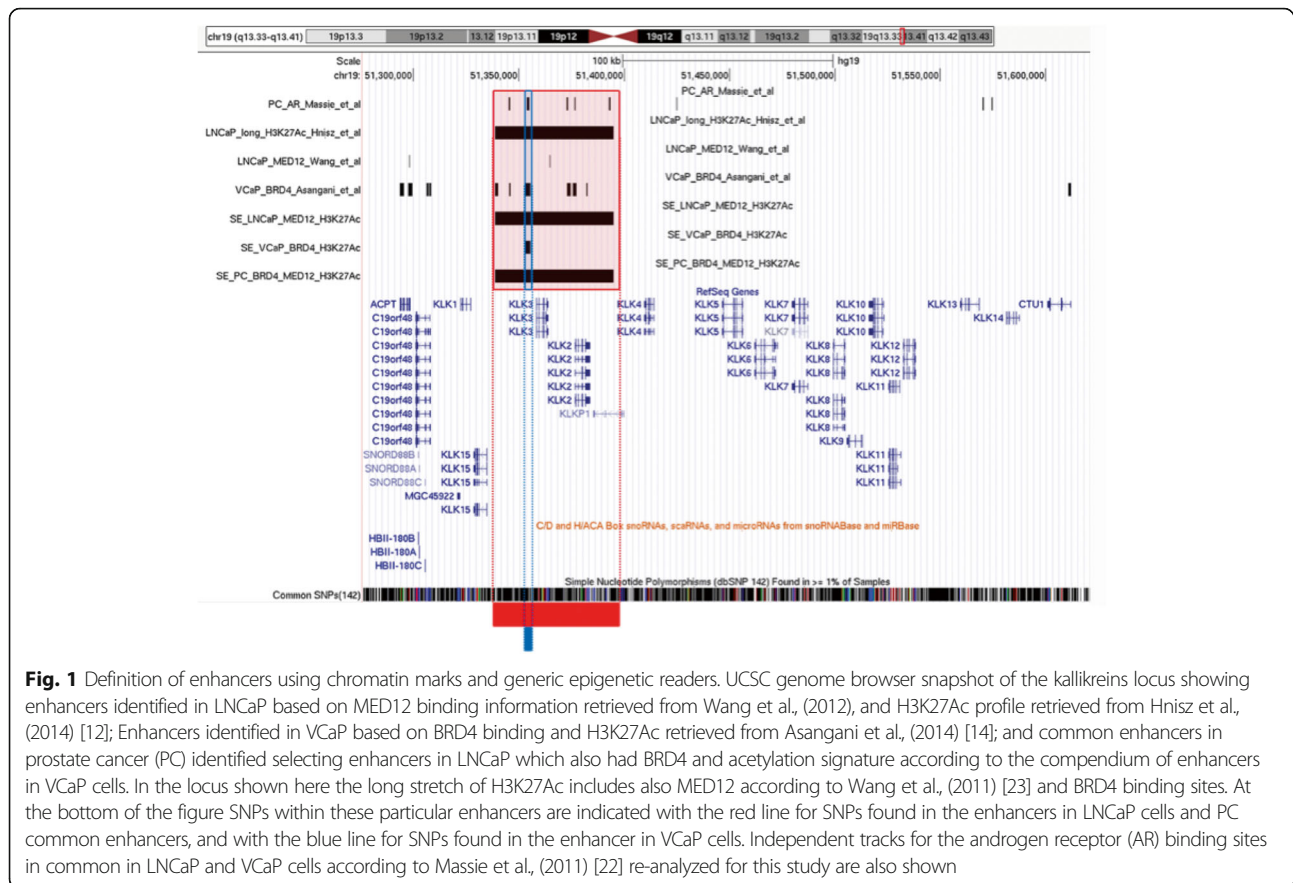 chr19 (q13.33-q13.41) 19p13.3 19p13.2 13.12 19p13.11 19p12 19q12 q13.11 q13.12 19q13.2 q13.32 19q13.33 13.41 q13.42 q13.43
Scale 100 kb hg19
chr19: 51,300,000 51,350,000 51,400,000 51,450,000 51,500,000 51,550,000 51,600,000
PC_AR_Massie_et_al
PC_AR_Massie_et_al
LNCaP_long_H3K27Ac_Hnisz_et_al
LNCaP_long_H3K27Ac_Hnisz_et_al
LNCaP_MED12_Wang_et_al
LNCaP_MED12_Wang_et_al
VCaP_BRD4_Asangani_et_al
VCaP_BRD4_Asangani_et_al
SE_LNCaP_MED12_H3K27Ac
SE_LNCaP_MED12_H3K27Ac
SE_VCaP_BRD4_H3K27Ac
SE_VCaP_BRD4_H3K27Ac
SE_PC_BRD4_MED12_H3K27Ac
SE_PC_BRD4_MED12_H3K27Ac
RefSeq Genes
ACPT KLK1 KLK3 KLK4 KLK5 KLK7 KLK10 KLK13 CTU1
C19orf48 KLK3 KLK4 KLK5 KLK7 KLK10 KLK14
C19orf48 KLK3 KLK4 KLK5 KLK7 KLK10
C19orf48 KLK2 KLK6 KLK8 KLK12
C19orf48 KLK2 KLK6 KLK8 KLK12
C19orf48 KLK2 KLK6 KLK8 KLK12
C19orf48 KLK2 KLK7 KLK8 KLK11
C19orf48 KLK2 KLK8
C19orf48 KLKP1 KLK8
C19orf48 KLK8
C19orf48 KLK9
SNORD88B KLK15 KLK11
SNORD88A KLK15 KLK11
SNORD88C KLK15 KLK11
MGC45922
KLK15
C/D and H/ACA Box snoRNAs, scaRNAs, and microRNAs from snoRNABase and miRBase
HBII-180B
HBII-180A
HBII-180C
Simple Nucleotide Polymorphisms (dbSNP 142) Found in >= 1% of Samples
Common SNPs(142)
Fig. 1 Definition of enhancers using chromatin marks and generic epigenetic readers. UCSC genome browser snapshot of the kallikreins locus showing
enhancers identified in LNCaP based on MED12 binding information retrieved from Wang et al., (2012), and H3K27Ac profile retrieved from Hnisz et al.,
(2014) [12]; Enhancers identified in VCaP based on BRD4 binding and H3K27Ac retrieved from Asangani et al., (2014) [14]; and common enhancers in
prostate cancer (PC) identified selecting enhancers in LNCaP which also had BRD4 and acetylation signature according to the compendium of enhancers
in VCaP cells. In the locus shown here the long stretch of H3K27Ac includes also MED12 according to Wang et al., (2011) [23] and BRD4 binding sites. At
the bottom of the figure SNPs within these particular enhancers are indicated with the red line for SNPs found in the enhancers in LNCaP cells and PC
common enhancers, and with the blue line for SNPs found in the enhancer in VCaP cells. Independent tracks for the androgen receptor (AR) binding sites
in common in LNCaP and VCaP cells according to Massie et al., (2011) [22] re-analyzed for this study are also shown